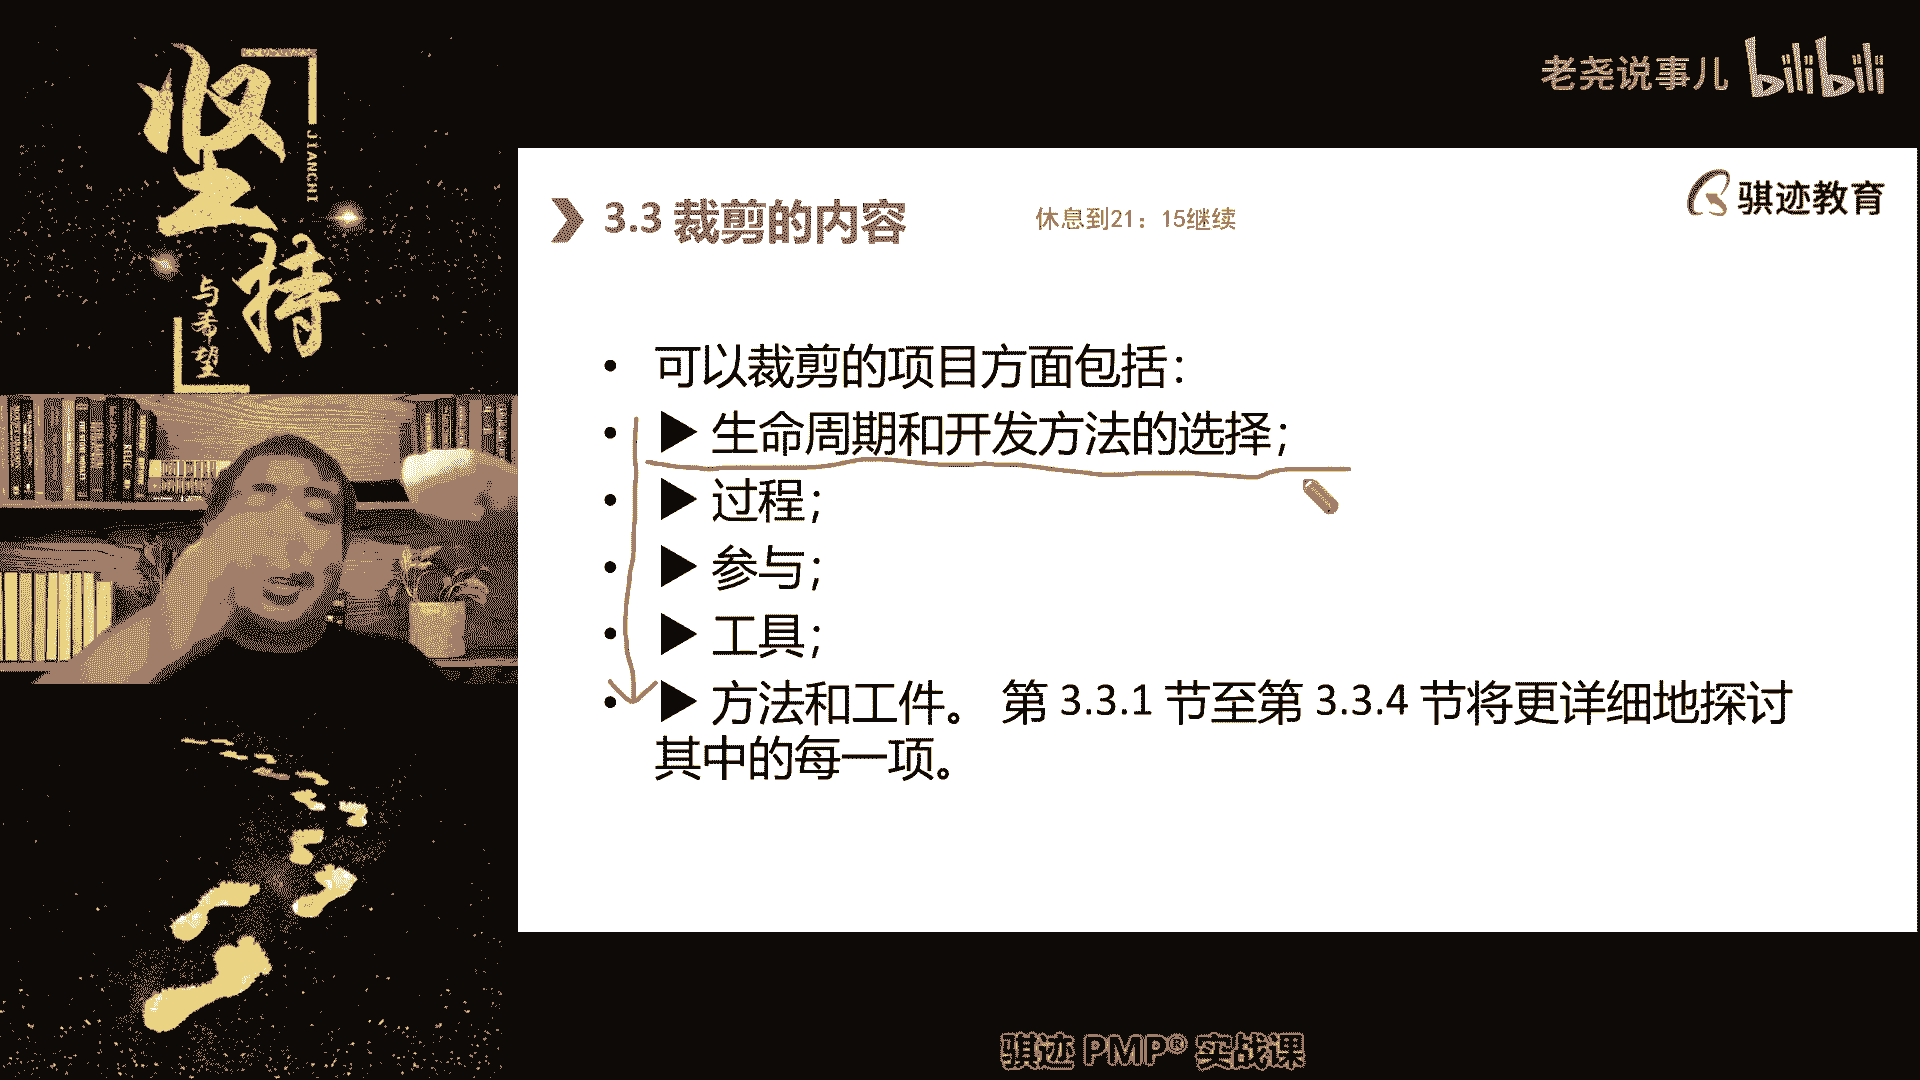 坚持
JIANCHI
与希望
老尧说事儿 bilibili
骐迹教育
3.3 裁剪的内容
休息到21：15继续
• 可以裁剪的项目方面包括：
• ▶ 生命周期和开发方法的选择；
• ▶ 过程；
• ▶ 参与；
• ▶ 工具；
• ▶ 方法和工件。 第 3.3.1 节至第 3.3.4 节将更详细地探讨
其中的每一项。
骐迹 PMP® 实战课